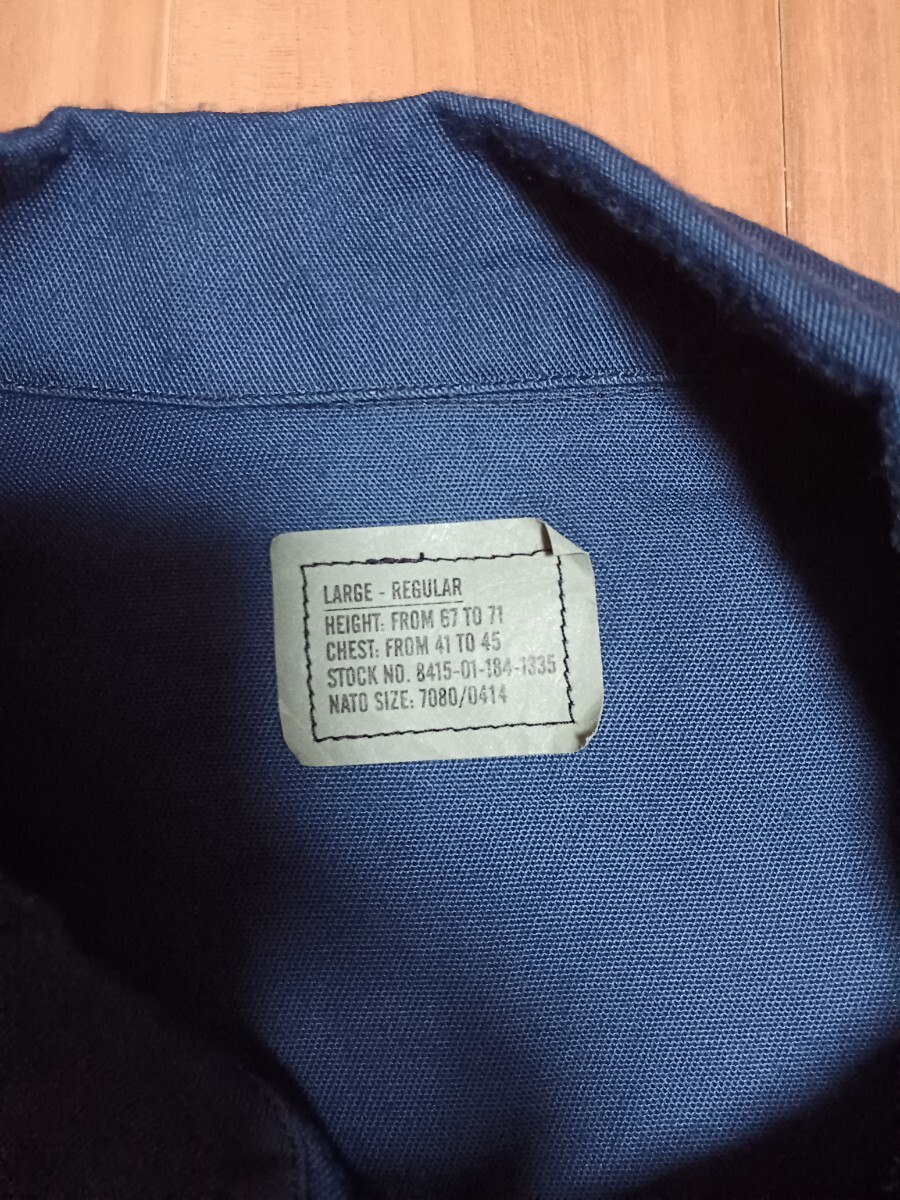 LARGE - REGULAR
HEIGHT: FROM 67 TO 71
CHEST: FROM 41 TO 45
STOCK NO. 8415-01-184-1335
NATO SIZE: 7080/0414